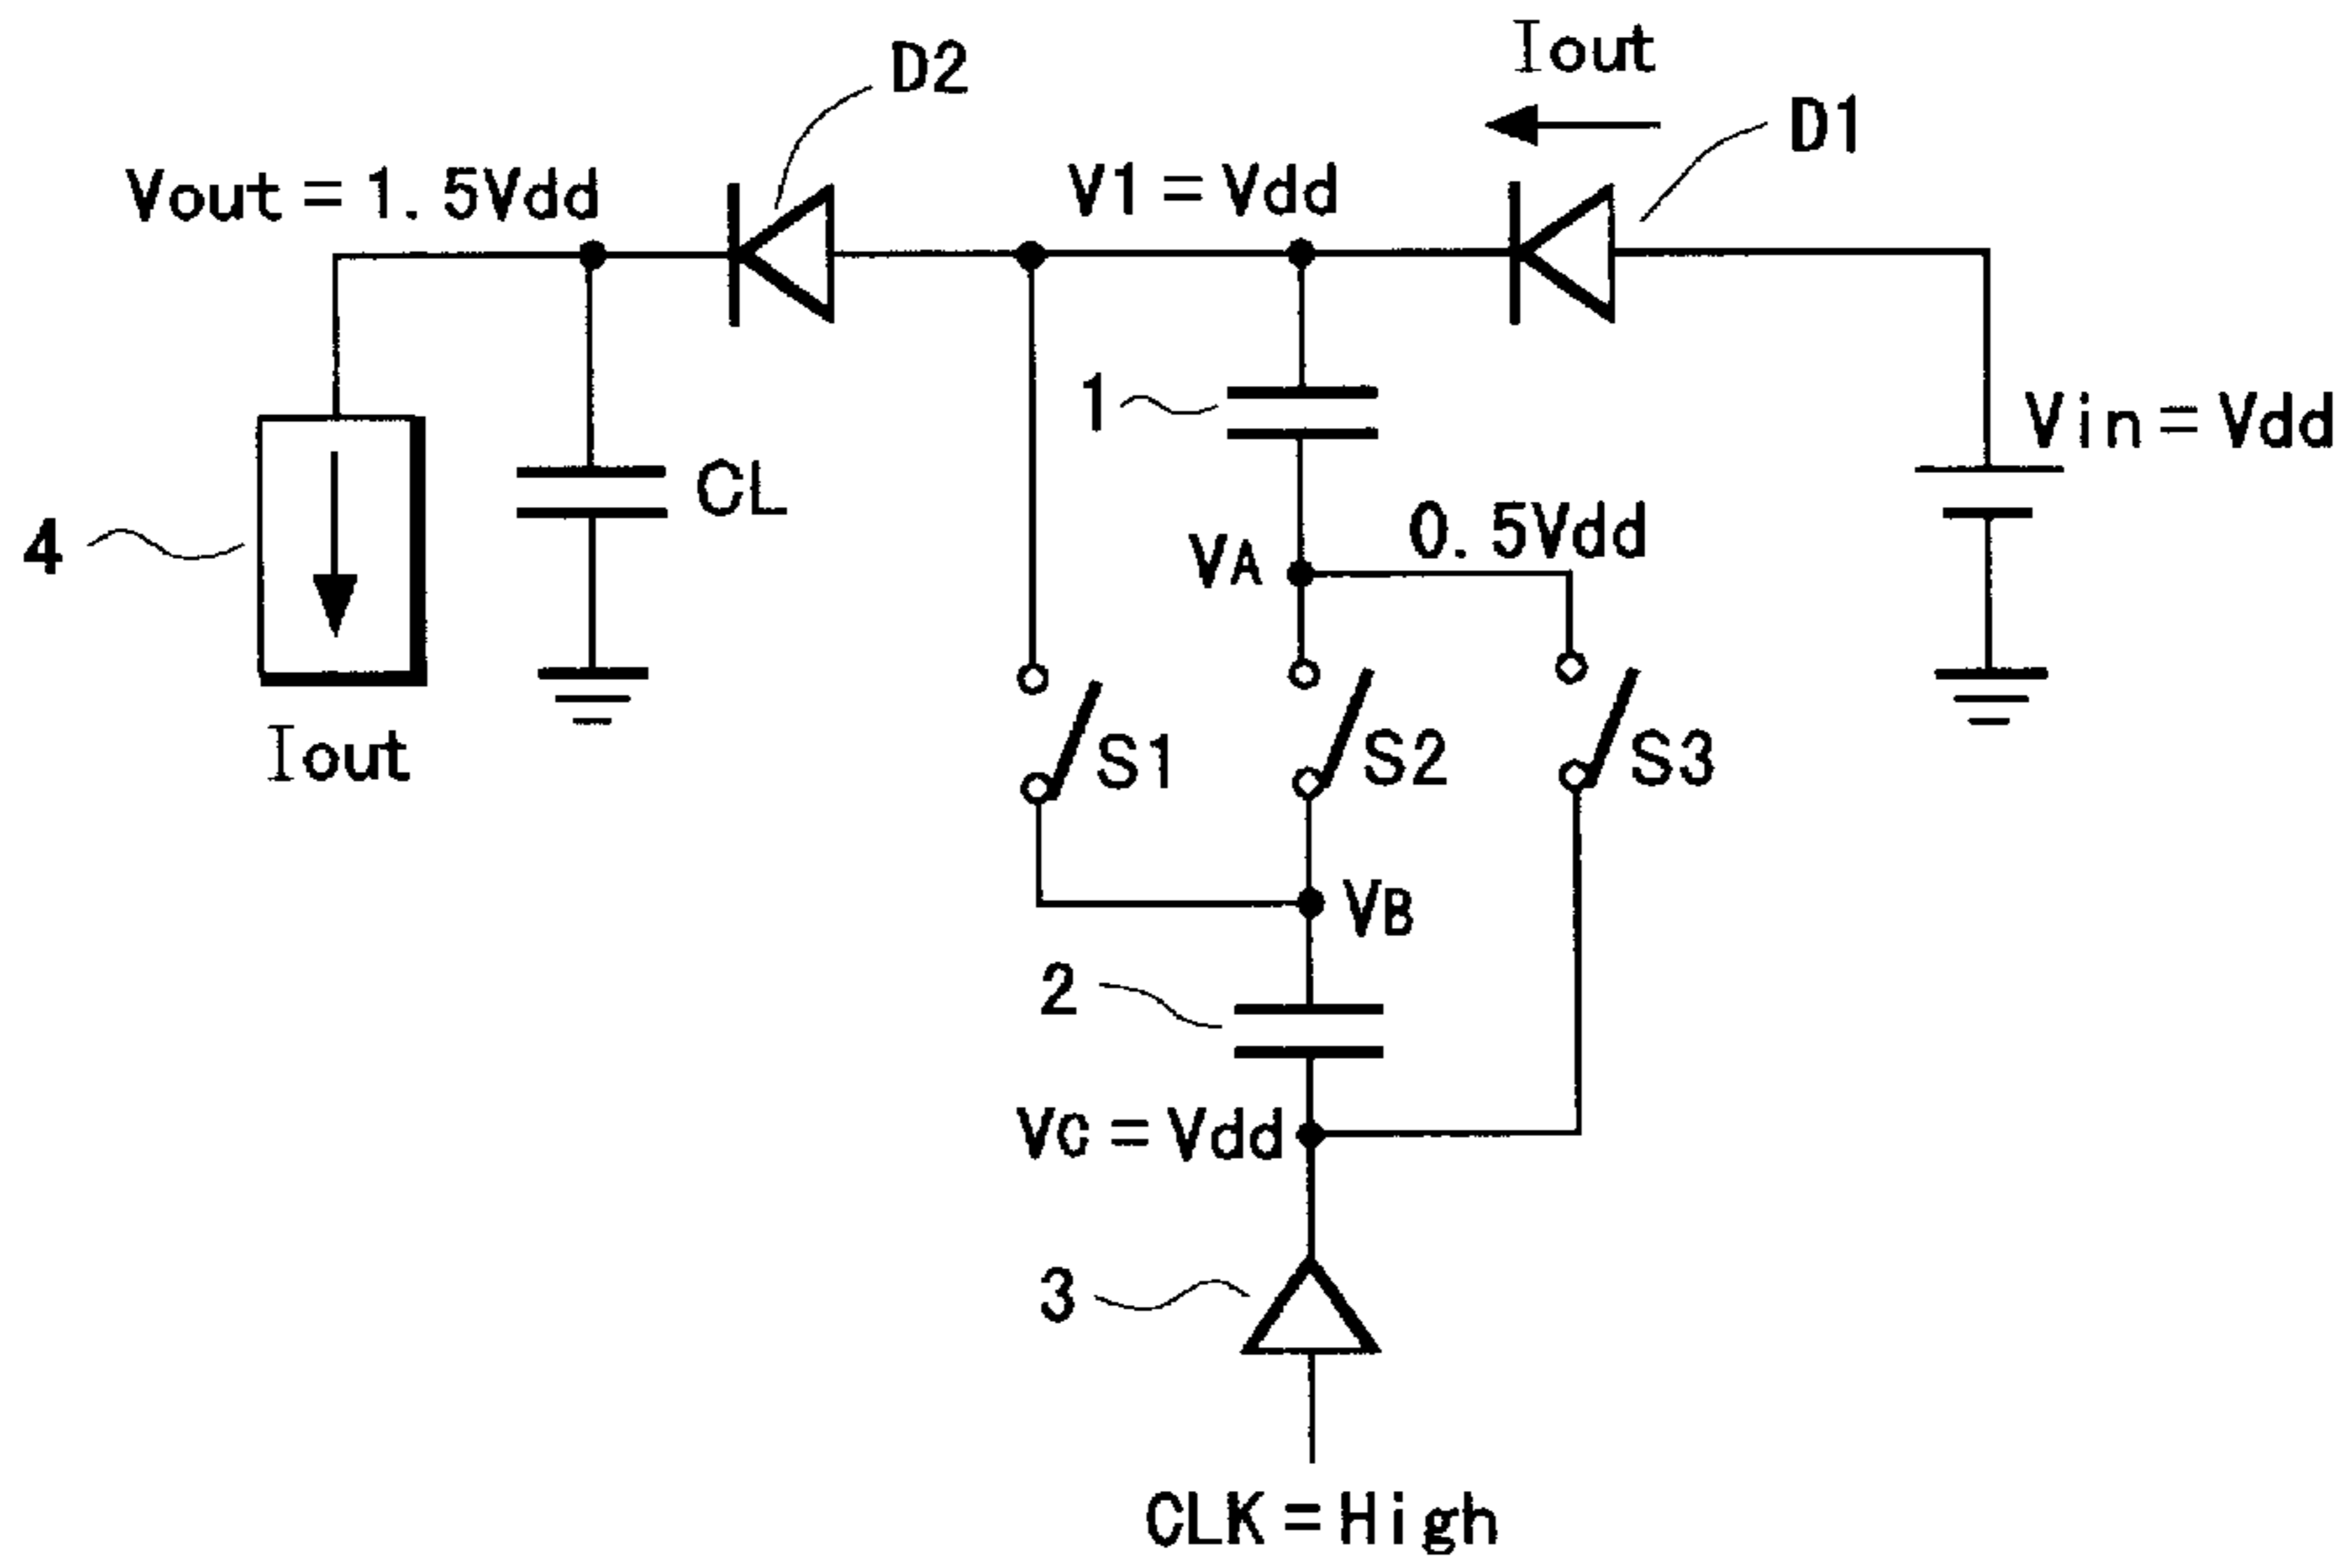 Iout
D2
D1
Vout=1.5Vdd
V1=Vdd
1
Vin=Vdd
CL
4
VA
0.5Vdd
Iout
S1
S2
S3
VB
2
VC=Vdd
3
CLK=High